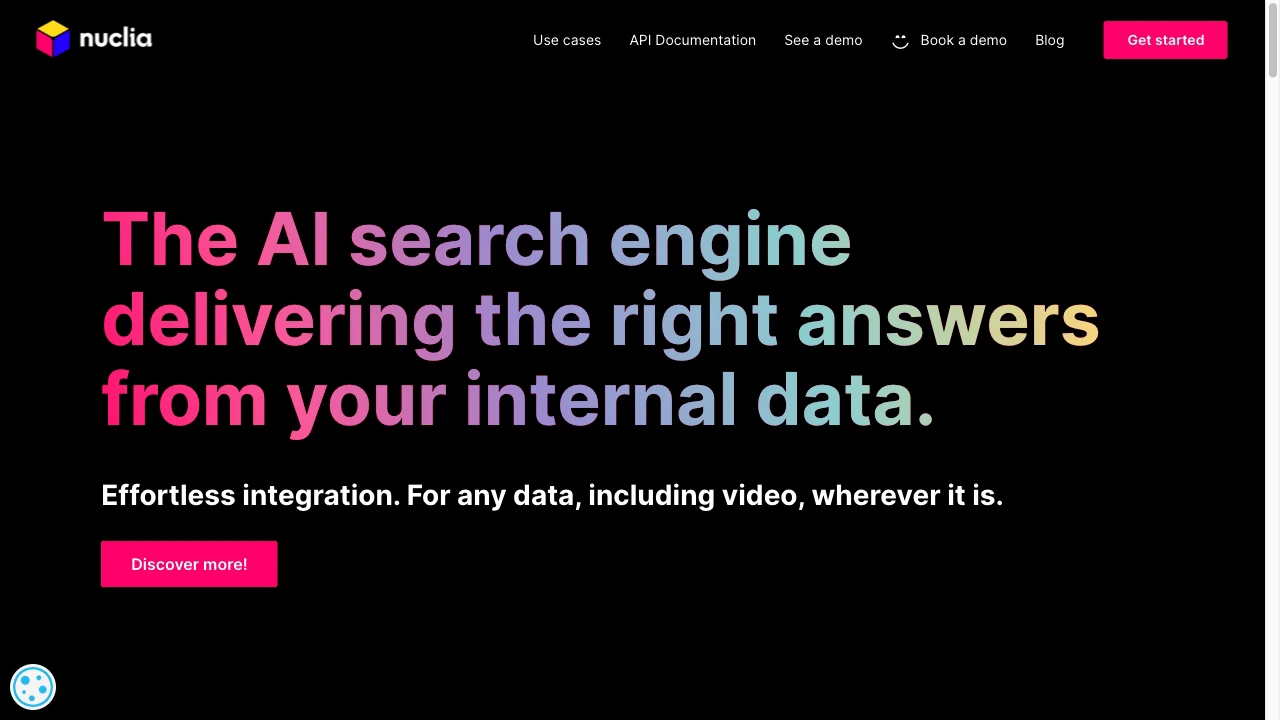 nuclia
Use cases API Documentation See a demo Book a demo Blog Get started
The AI search engine
delivering the right answers
from your internal data.
Effortless integration. For any data, including video, wherever it is.
Discover more!